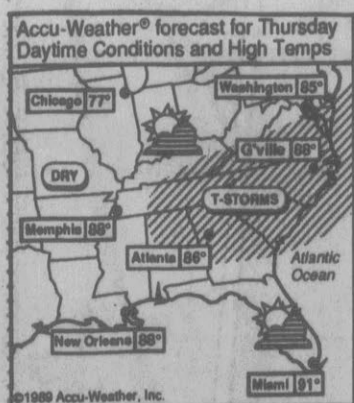 Accu-Weather® forecast for Thursday
Daytime Conditions and High Temps
Chicago 77°
Washington 85°
G'ville 88°
DRY
T-STORMS
Memphis 88°
Atlanta 86°
Atlantic
Ocean
New Orleans 88°
Miami 91°
©1989 Accu-Weather, Inc.